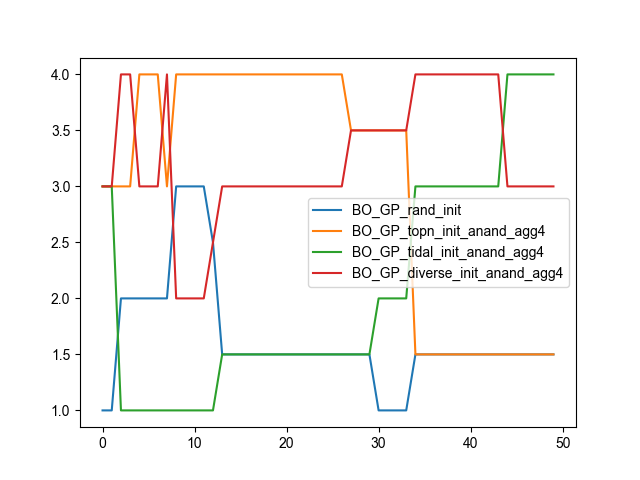 4.0
3.5
3.0
2.5
2.0
1.5
1.0
BO_GP_rand_init
BO_GP_topn_init_anand_agg4
BO_GP_tidal_init_anand_agg4
BO_GP_diverse_init_anand_agg4
0 10 20 30 40 50